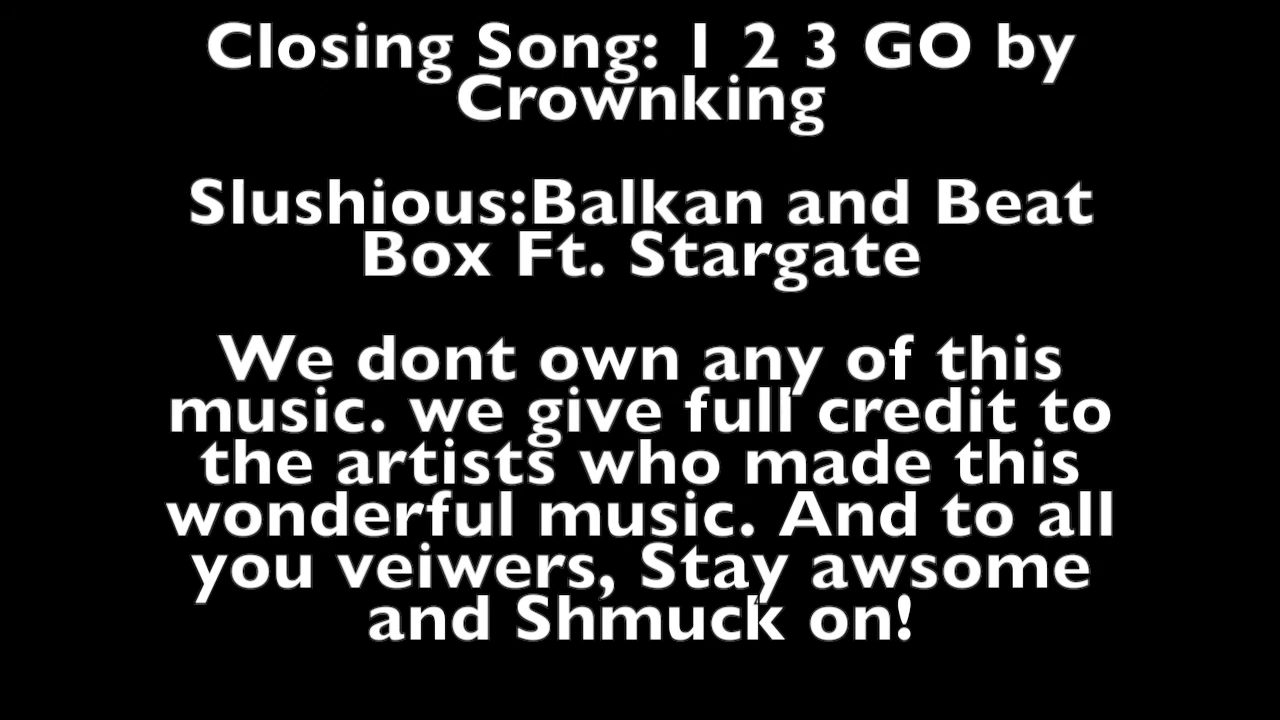 Closing Song: 1 2 3 GO by
Crownking
Slushious:Balkan and Beat
Box Ft. Stargate
We dont own any of this
music. we give full credit to
the artists who made this
wonderful music. And to all
you veiwers, Stay awsome
and Shmuck on!